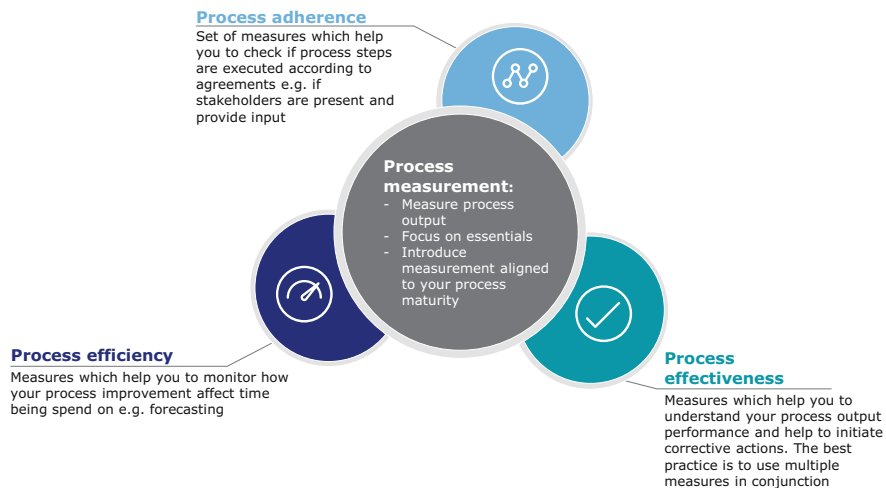 Process adherence
Set of measures which help
you to check if process steps
are executed according to
agreements e.g. if
stakeholders are present and
provide input
Process
measurement:
- Measure process
output
- Focus on essentials
- Introduce
measurement aligned
to your process
maturity
Process efficiency
Measures which help you to monitor how
your process improvement affect time
being spend on e.g. forecasting
Process
effectiveness
Measures which help you to
understand your process output
performance and help to initiate
corrective actions. The best
practice is to use multiple
measures in conjunction